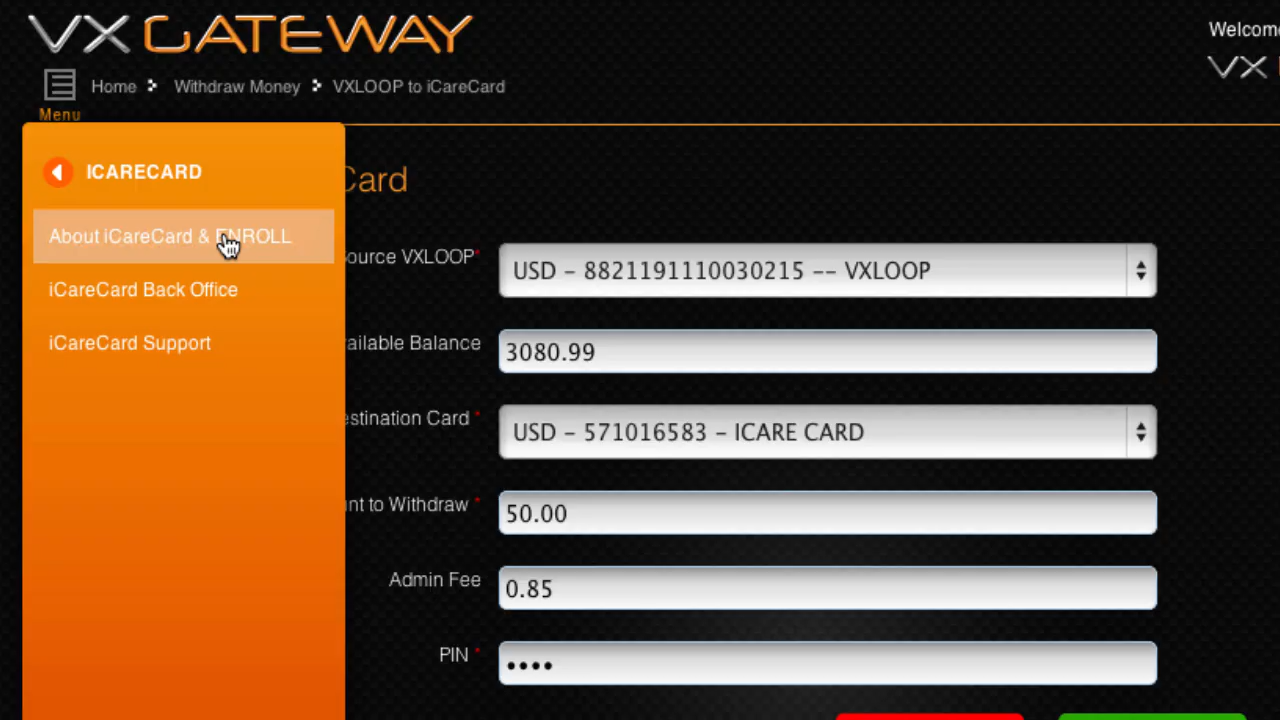 VX GATEWAY
Welcom
VX
Home Withdraw Money VXLOOP to iCareCard
Menu
ICARECARD
Card
About iCareCard & ENROLL
ource VXLOOP*
USD - 8821191110030215 -- VXLOOP
iCareCard Back Office
iCareCard Support
ailable Balance
3080.99
estination Card *
USD - 571016583 - ICARE CARD
nt to Withdraw *
50.00
Admin Fee
0.85
PIN *
••••